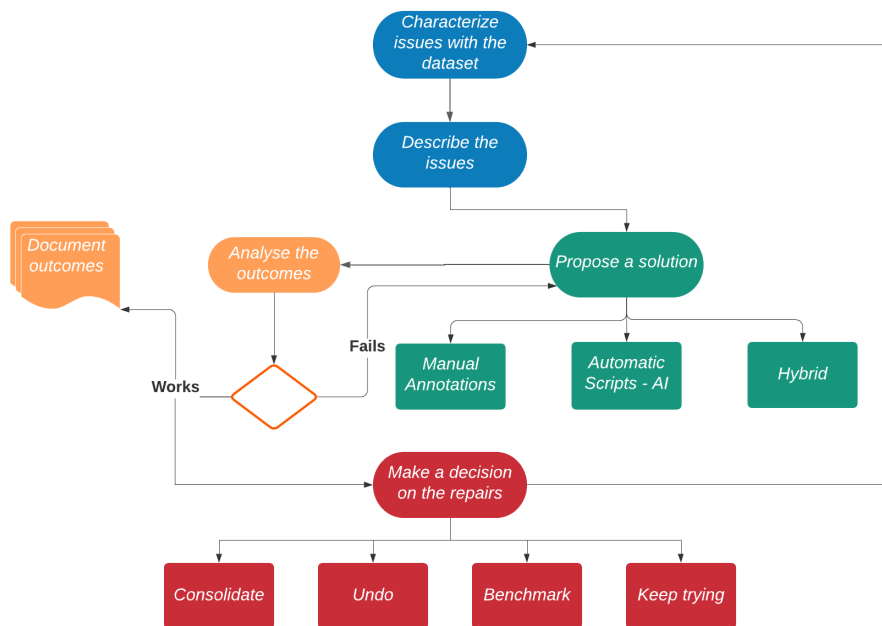 Characterize
issues with the
dataset
Describe the
issues
Document
outcomes
Analyse the
outcomes
Propose a solution
Fails
Works
Manual
Annotations
Automatic
Scripts - AI
Hybrid
Make a decision
on the repairs
Consolidate
Undo
Benchmark
Keep trying